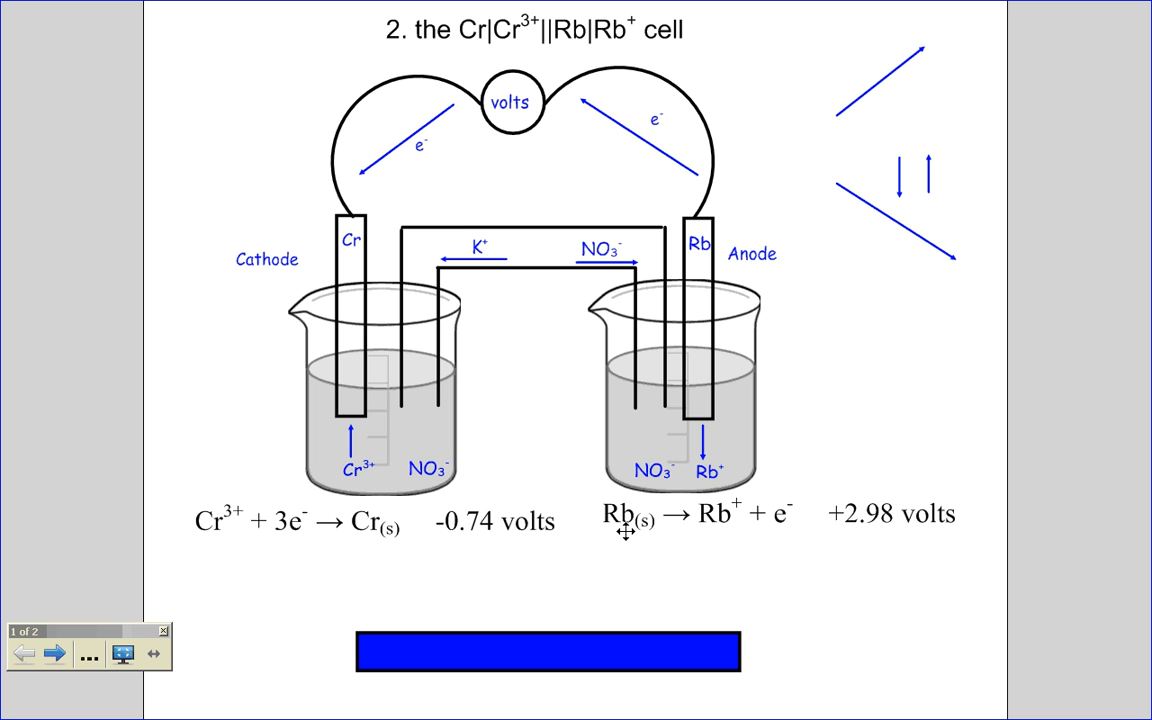 2. the Cr|Cr³⁺||Rb|Rb⁺ cell
volts
e⁻
e⁻
Cr
K⁺
NO₃⁻
Rb
Cathode
Anode
Cr³⁺
NO₃⁻
NO₃⁻
Rb⁺
Cr³⁺ + 3e⁻ → Cr(s) -0.74 volts
Rb(s) → Rb⁺ + e⁻ +2.98 volts
1 of 2
...